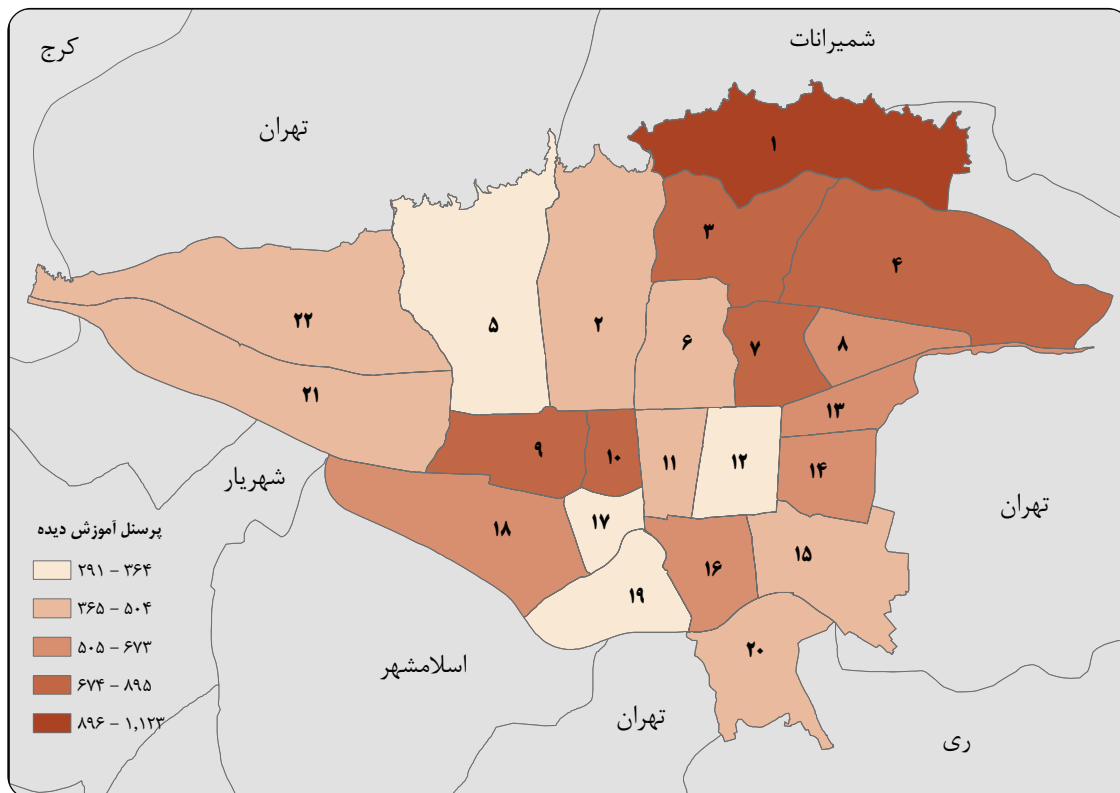 کرج
شمیرانات
تهران
۱
۳
۴
۲۲
۵
۲
۶
۷
۸
۲۱
۱۳
۹
۱۰
۱۱
۱۲
۱۴
شهریار
تهران
۱۸
۱۷
۱۵
۱۶
۱۹
۲۰
اسلامشهر
تهران
ری
پرسنل آموزش دیده
۲۹۱ – ۳۶۴
۳۶۵ – ۵۰۴
۵۰۵ – ۶۷۳
۶۷۴ – ۸۹۵
۸۹۶ – ۱,۱۲۳